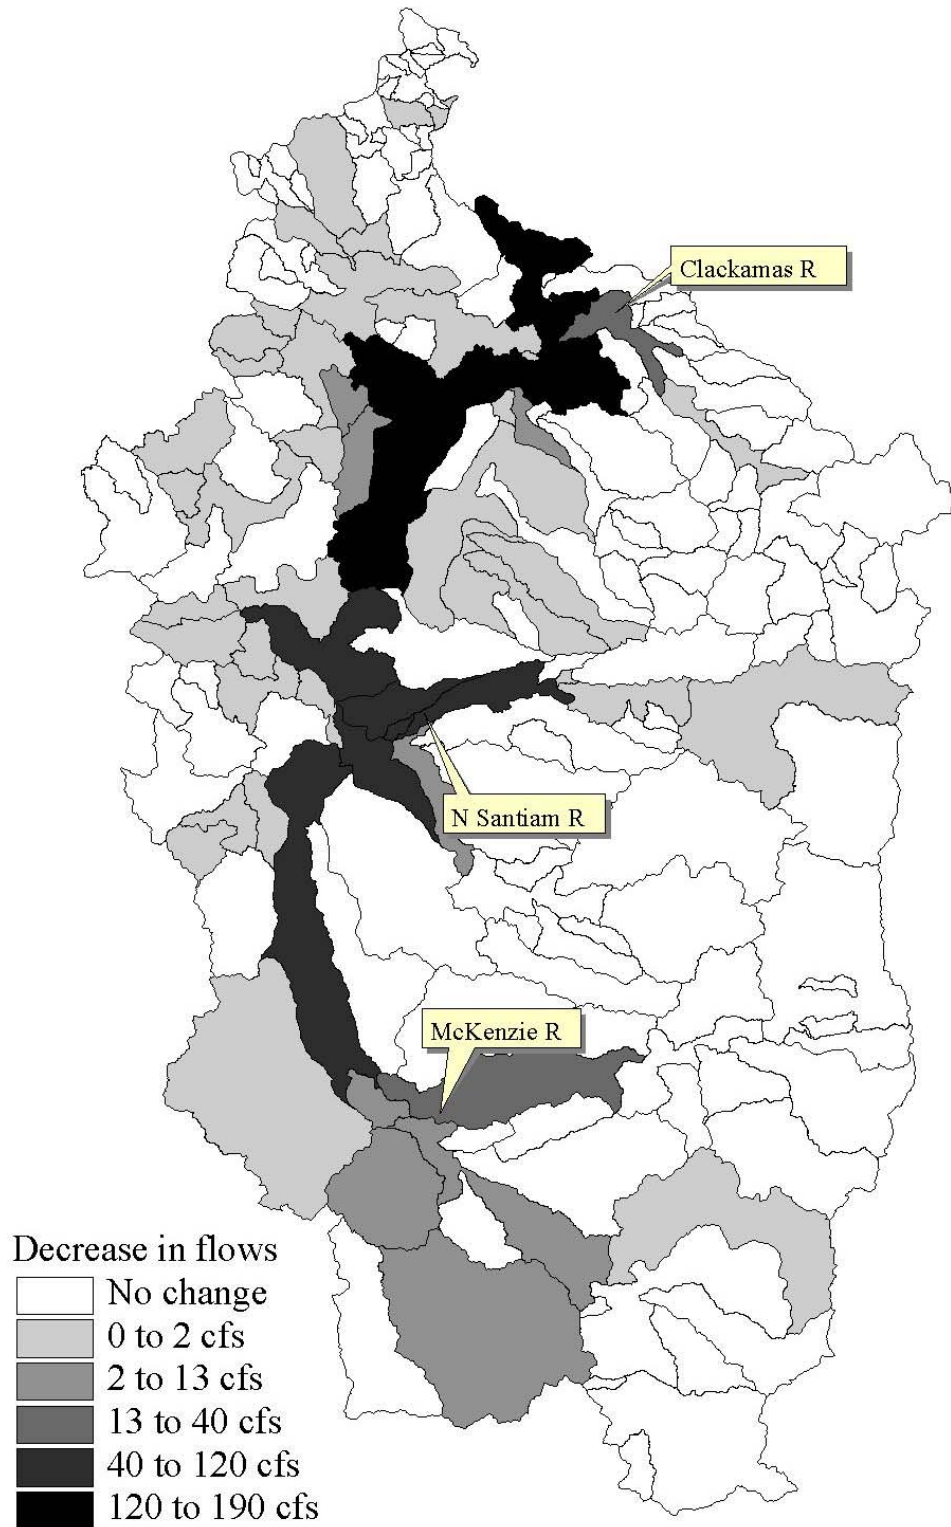 Clackamas R
N Santiam R
McKenzie R
Decrease in flows
No change
0 to 2 cfs
2 to 13 cfs
13 to 40 cfs
40 to 120 cfs
120 to 190 cfs